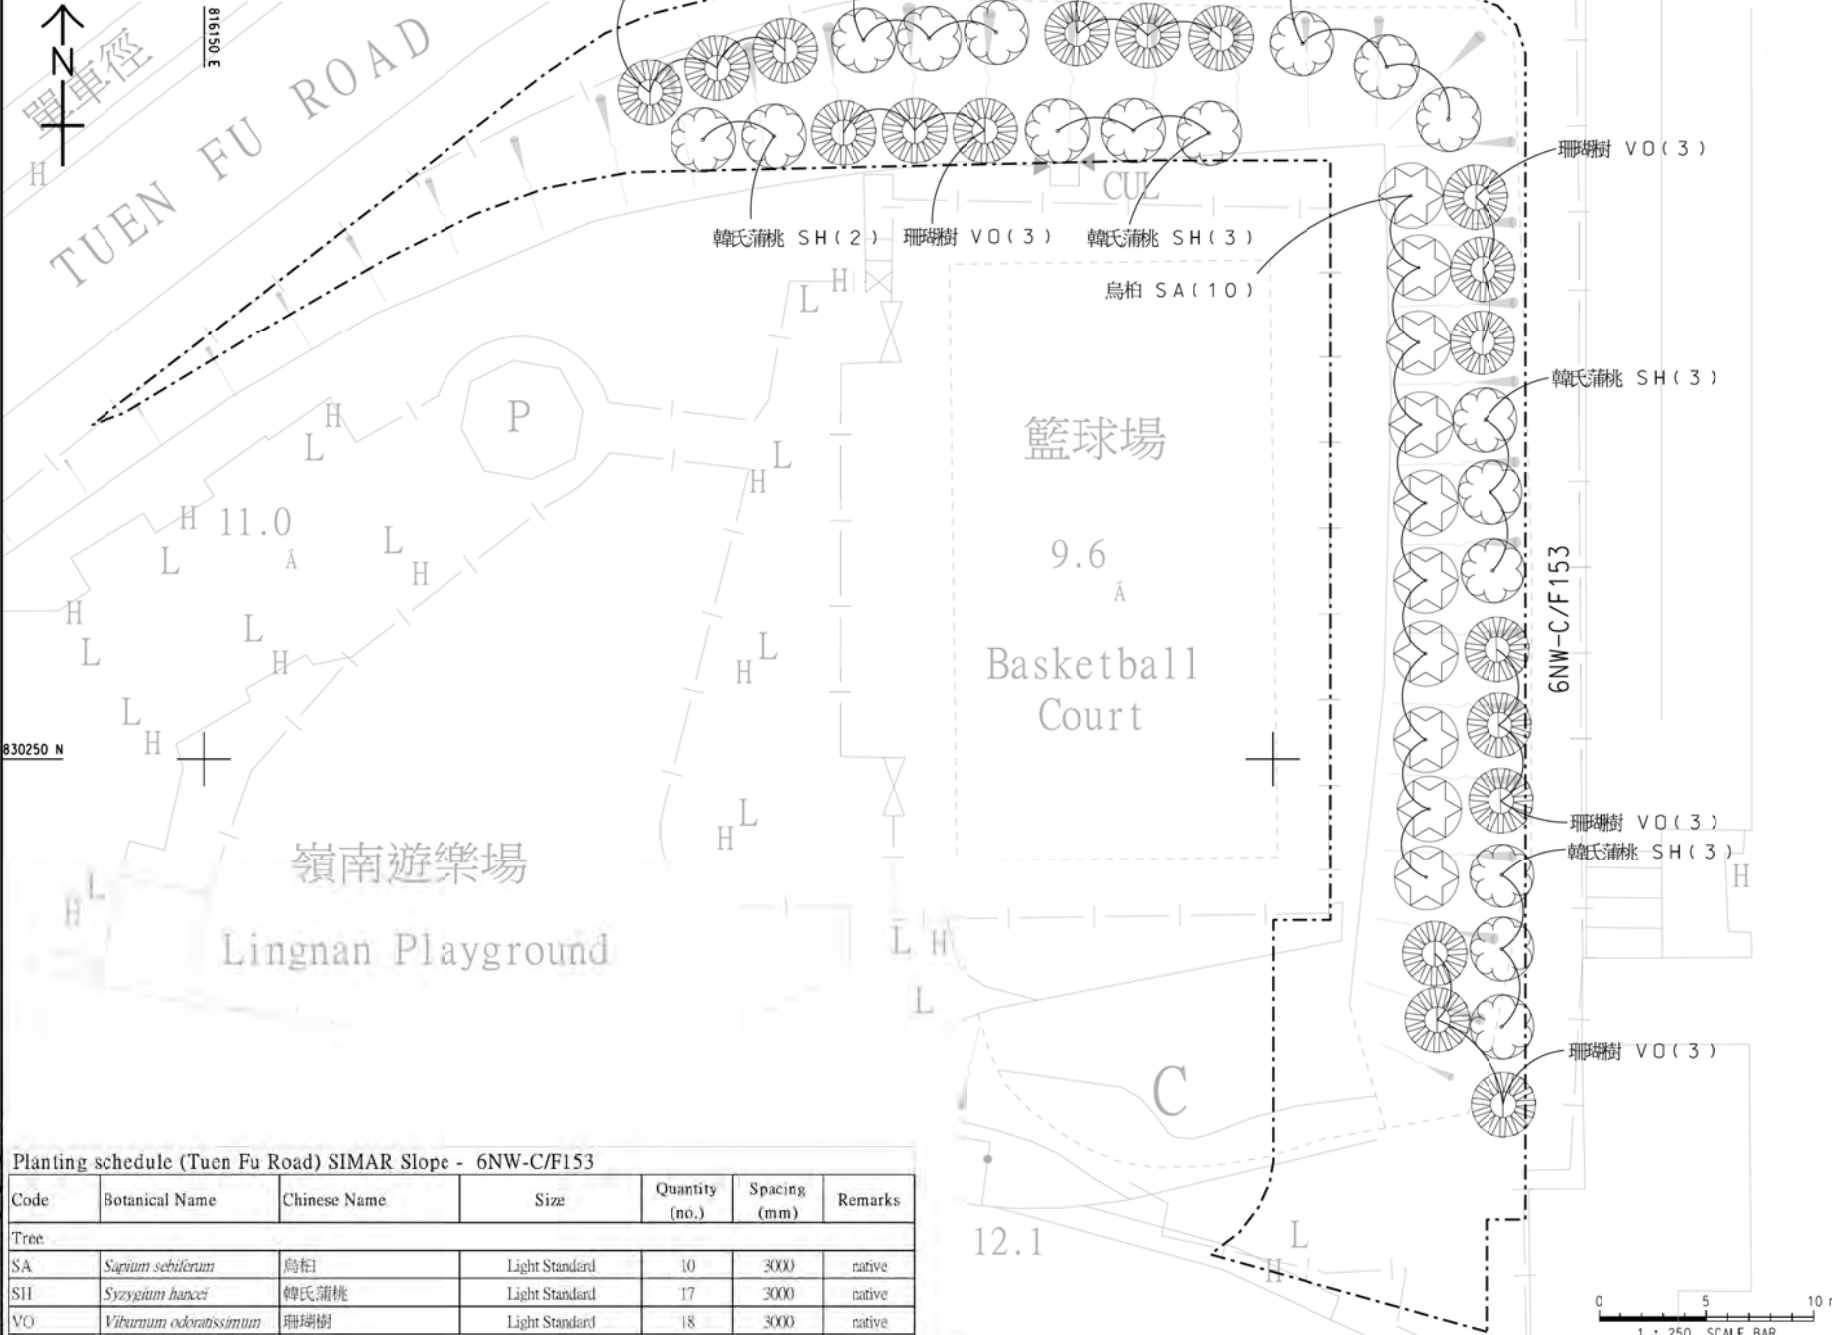 N
816150 E
單車徑
TUEN FU ROAD
H
珊瑚樹 VO(3)
CUL
韓氏蒲桃 SH(2)
珊瑚樹 VO(3)
韓氏蒲桃 SH(3)
烏桕 SA(10)
H
L
韓氏蒲桃 SH(3)
P
H
L
籃球場
L
H
H 11.0
L
L
H
9.6
6NW-C/F153
H
L
L
H
L
H
Basketball
Court
L
H
830250 N
L
H
珊瑚樹 VO(3)
韓氏蒲桃 SH(3)
嶺南遊樂場
H
L
H
Lingnan Playground
L H
L
珊瑚樹 VO(3)
C
Planting schedule (Tuen Fu Road) SIMAR Slope - 6NW-C/F153
Code Botanical Name Chinese Name Size Quantity (no.) Spacing (mm) Remarks
Tree
SA Sapium sebiferum 烏桕 Light Standard 10 3000 native
SH Syzygium hancei 韓氏蒲桃 Light Standard 17 3000 native
VO Viburnum odoratissimum 珊瑚樹 Light Standard 18 3000 native
12.1
L
H
0 5 10
1 : 250 SCALE BAR